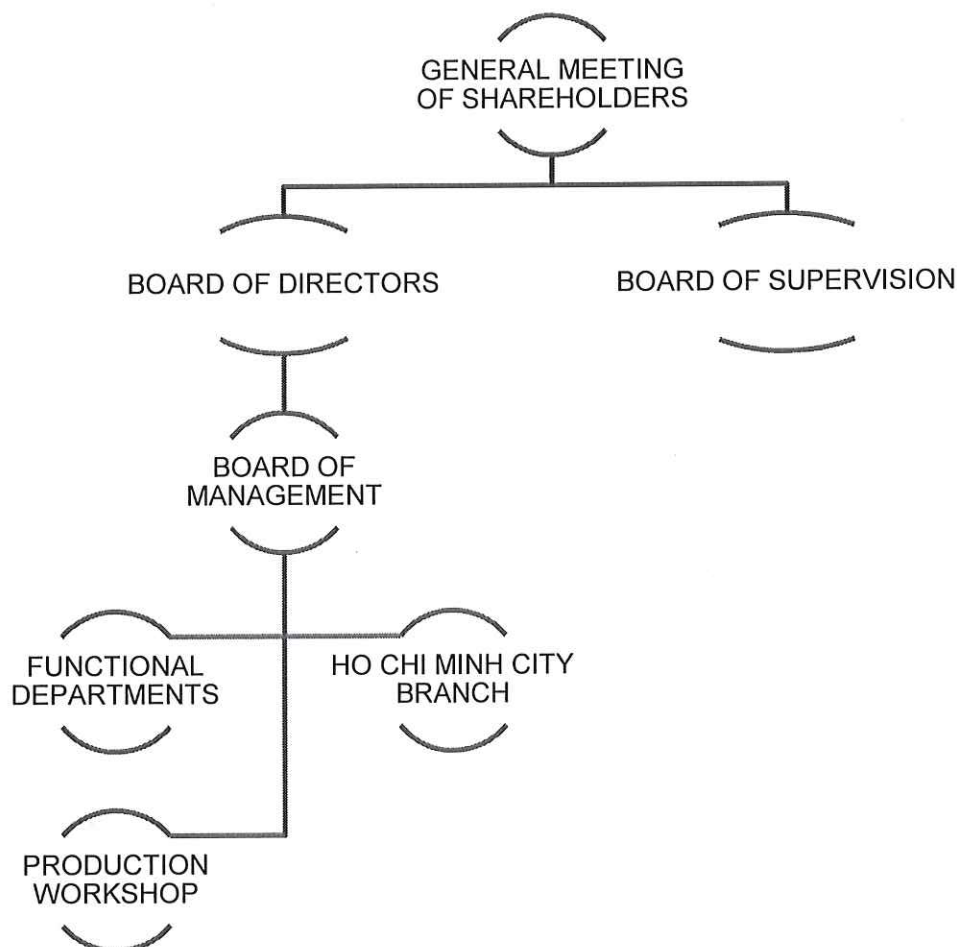 GENERAL MEETING
OF SHAREHOLDERS
BOARD OF DIRECTORS
BOARD OF SUPERVISION
BOARD OF
MANAGEMENT
FUNCTIONAL
DEPARTMENTS
HO CHI MINH CITY
BRANCH
PRODUCTION
WORKSHOP